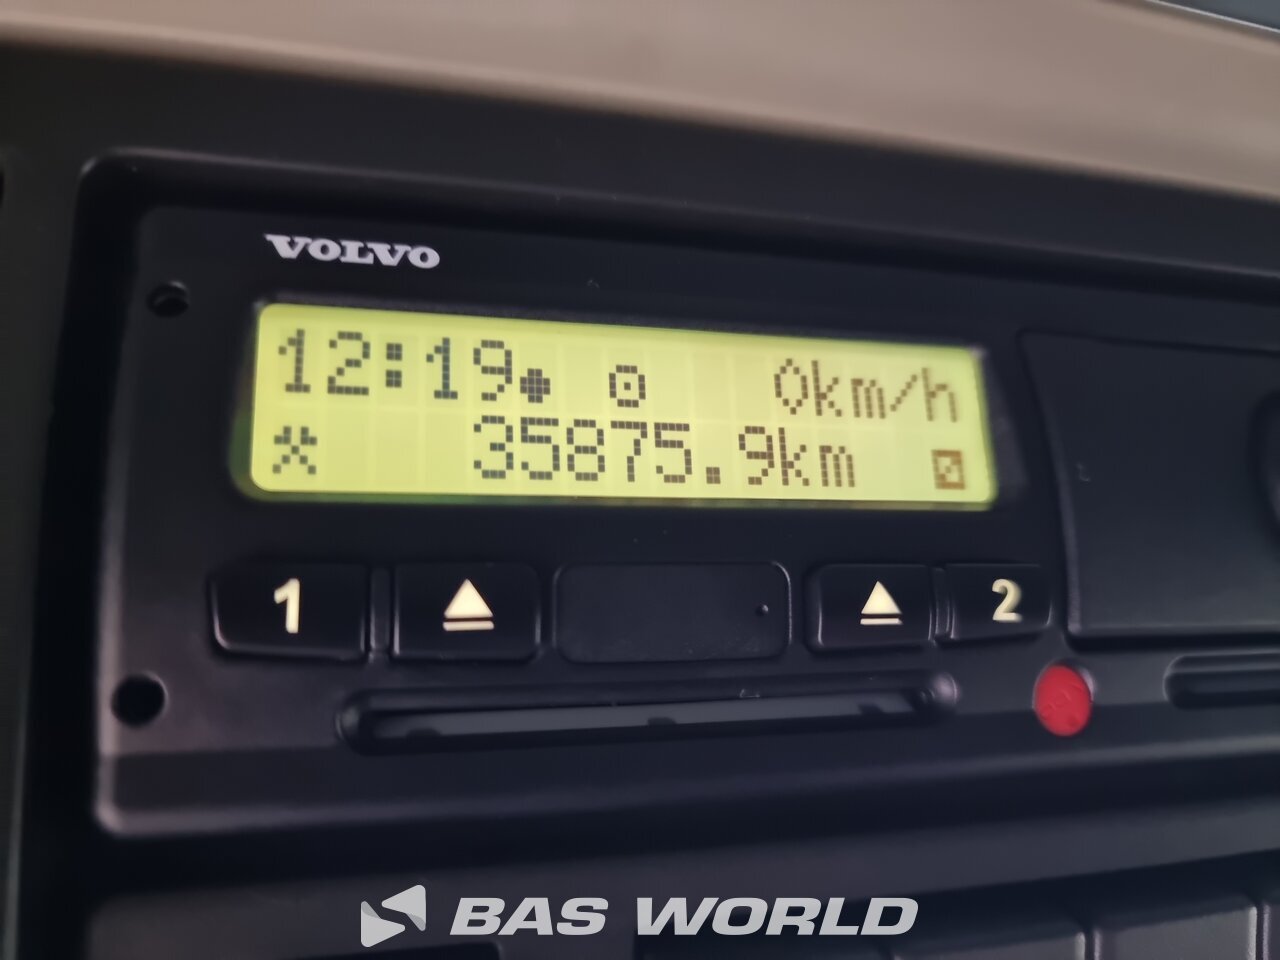 VOLVO
12:19 0km/h
35875.9km
1 2
BAS WORLD